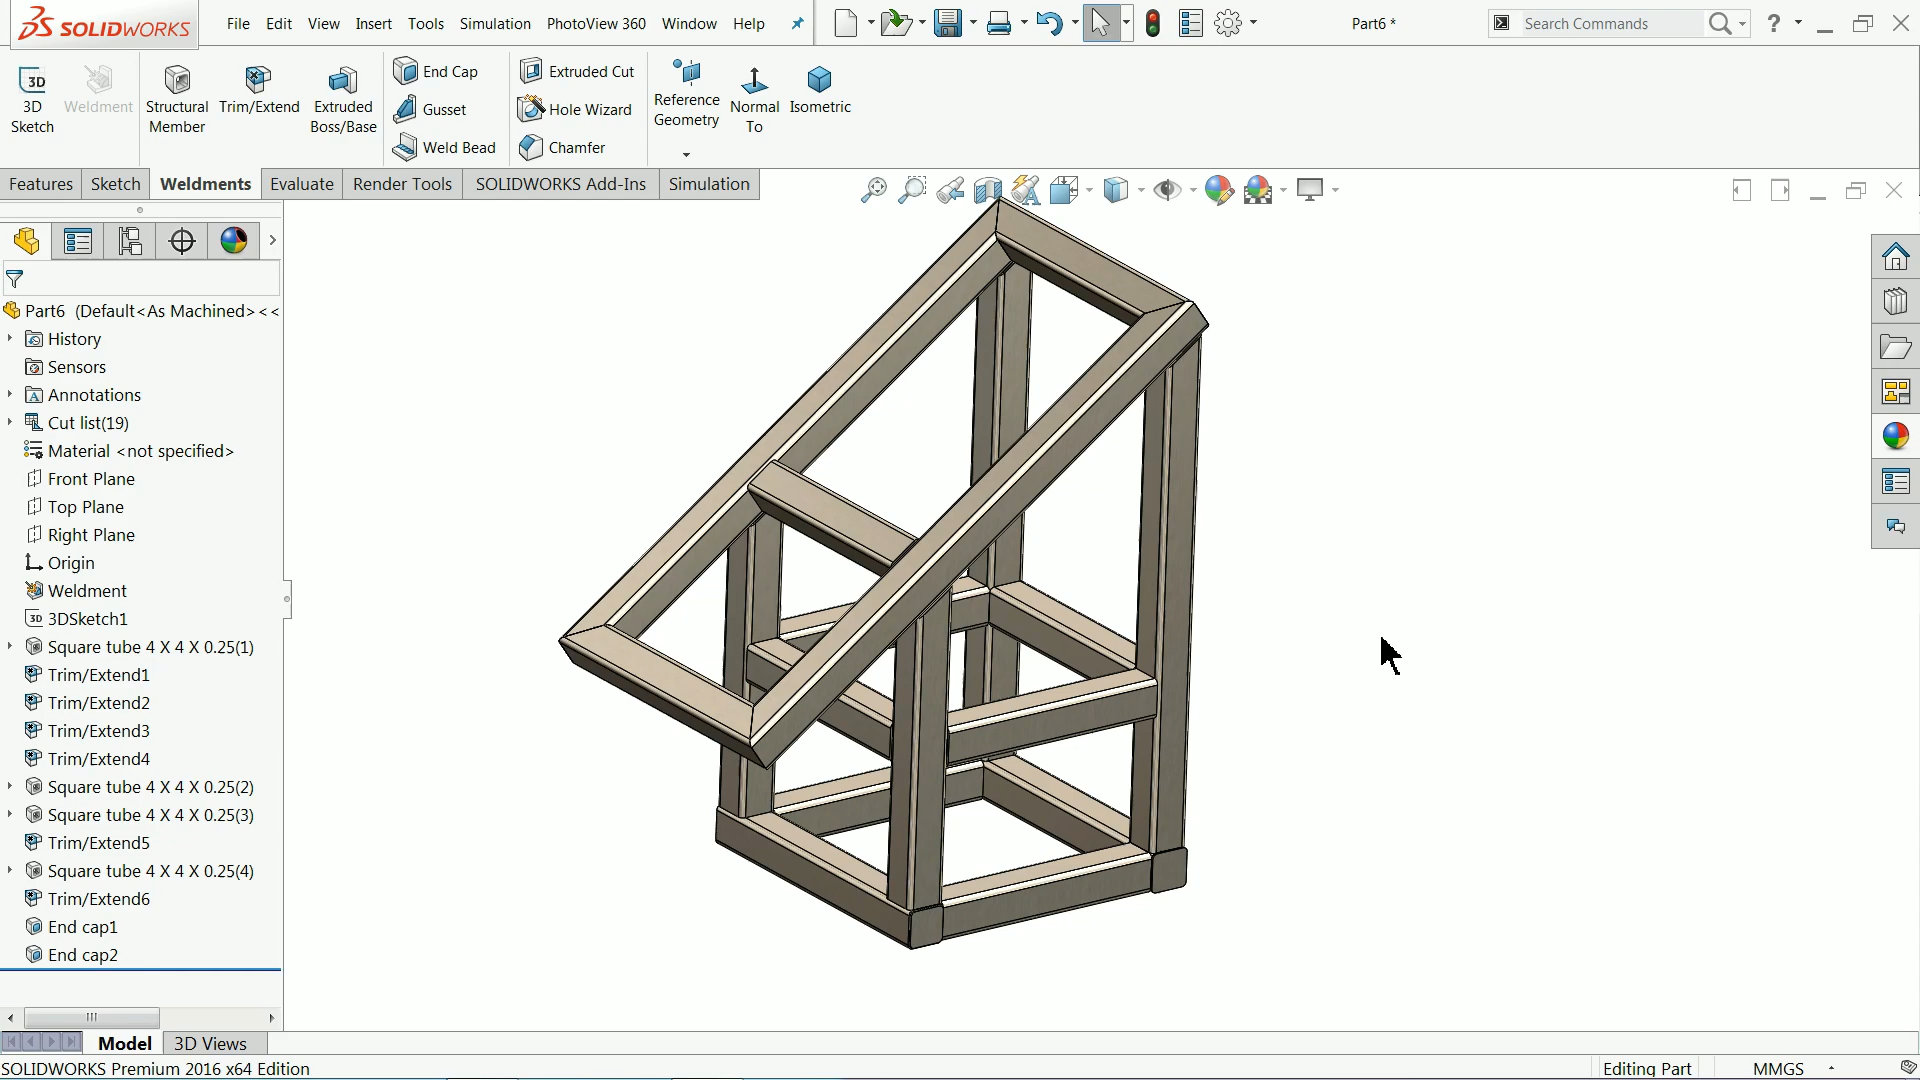 SOLIDWORKS
File Edit View Insert Tools Simulation PhotoView 360 Window Help
Part6 *
Search Commands
?
3D
3D Sketch
Weldment
Structural Member
Trim/Extend
Extruded Boss/Base
End Cap
Gusset
Weld Bead
Extruded Cut
Hole Wizard
Chamfer
Reference Geometry
Normal To
Isometric
Features Sketch Weldments Evaluate Render Tools SOLIDWORKS Add-Ins Simulation
Part6 (Default<As Machined><<
History
Sensors
A Annotations
Cut list(19)
Material <not specified>
Front Plane
Top Plane
Right Plane
Origin
Weldment
3D 3DSketch1
Square tube 4 X 4 X 0.25(1)
Trim/Extend1
Trim/Extend2
Trim/Extend3
Trim/Extend4
Square tube 4 X 4 X 0.25(2)
Square tube 4 X 4 X 0.25(3)
Trim/Extend5
Square tube 4 X 4 X 0.25(4)
Trim/Extend6
End cap1
End cap2
Model 3D Views
SOLIDWORKS Premium 2016 x64 Edition
Editing Part MMGS